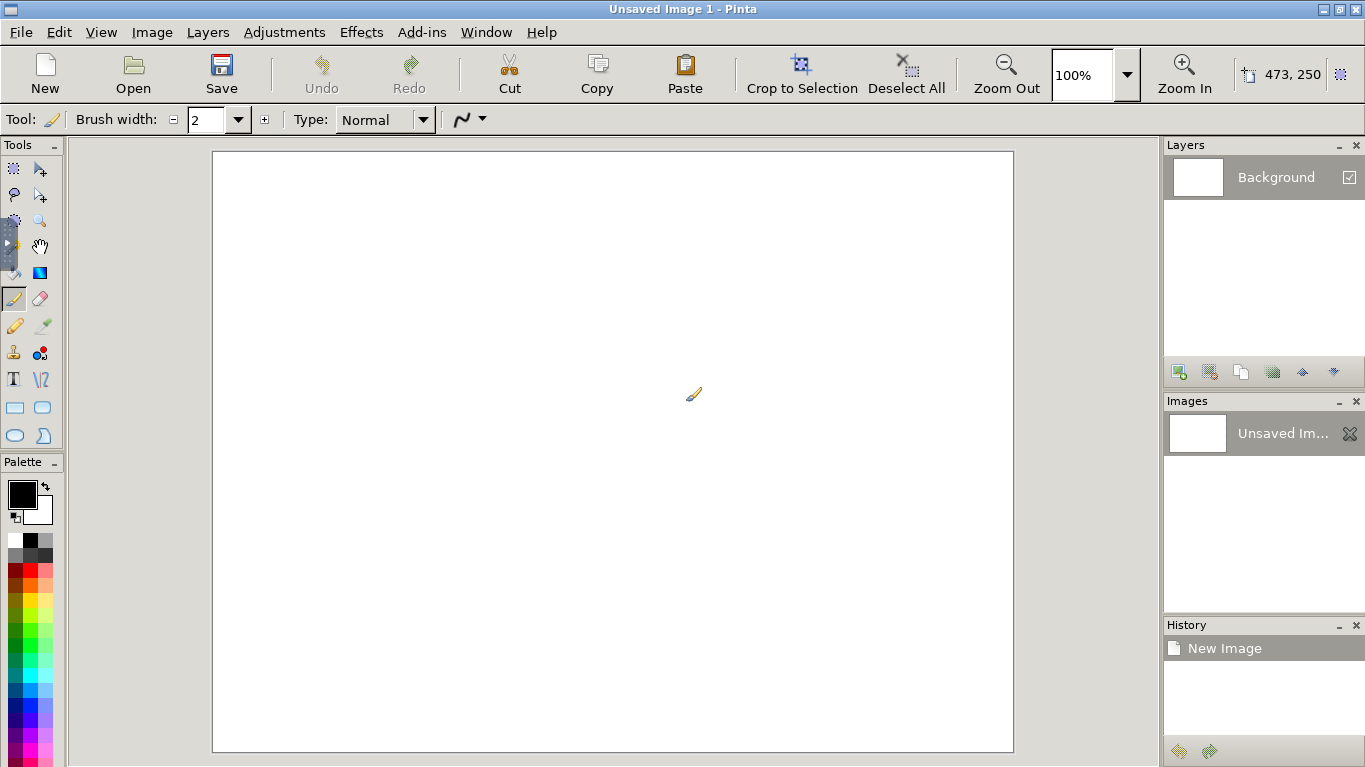 Unsaved Image 1 - Pinta
File Edit View Image Layers Adjustments Effects Add-ins Window Help
New Open Save Undo Redo Cut Copy Paste Crop to Selection Deselect All Zoom Out 100% Zoom In 473, 250
Tool: Brush width: 2 Type: Normal
Tools
Palette
Layers
Background
Images
Unsaved Im...
History
New Image